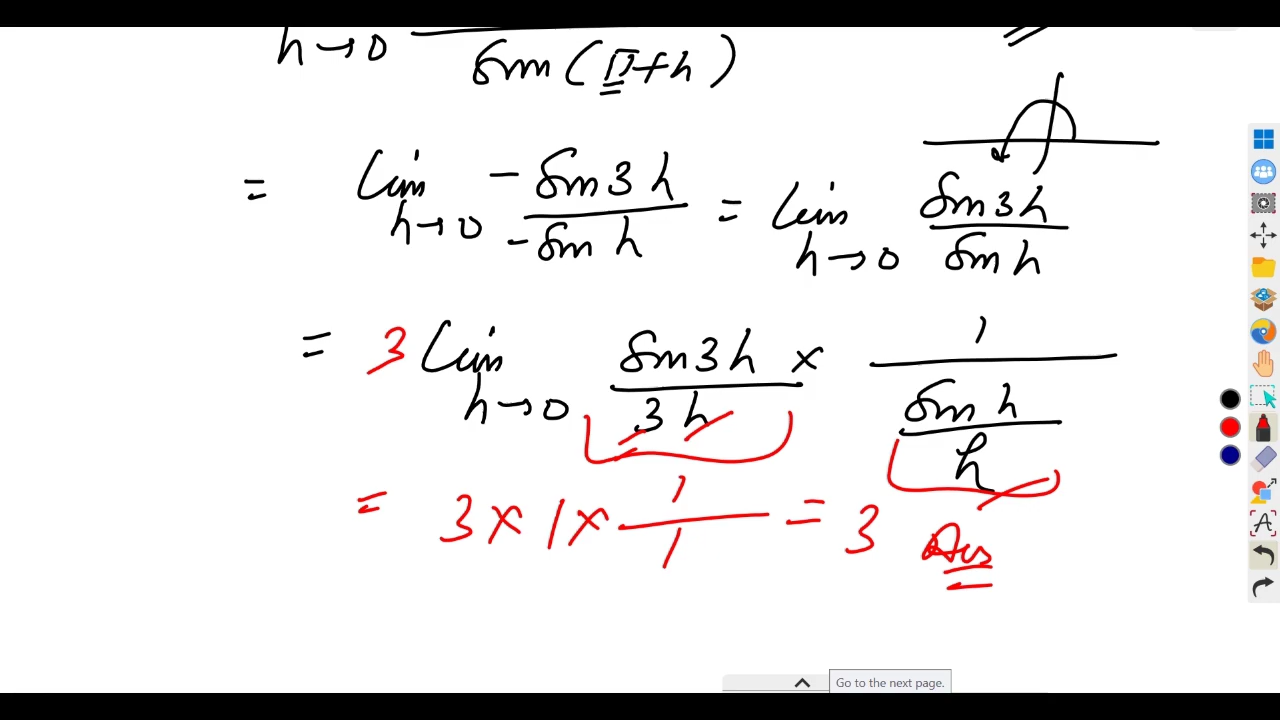 h→0 sin(π+h)
= Lim h→0 -sin3h / -sin h = Lim h→0 sin3h / sin h
= 3 Lim h→0 sin3h / 3h × 1 / (sin h / h)
= 3 × 1 × 1/1 = 3 Ans
A
Go to the next page.